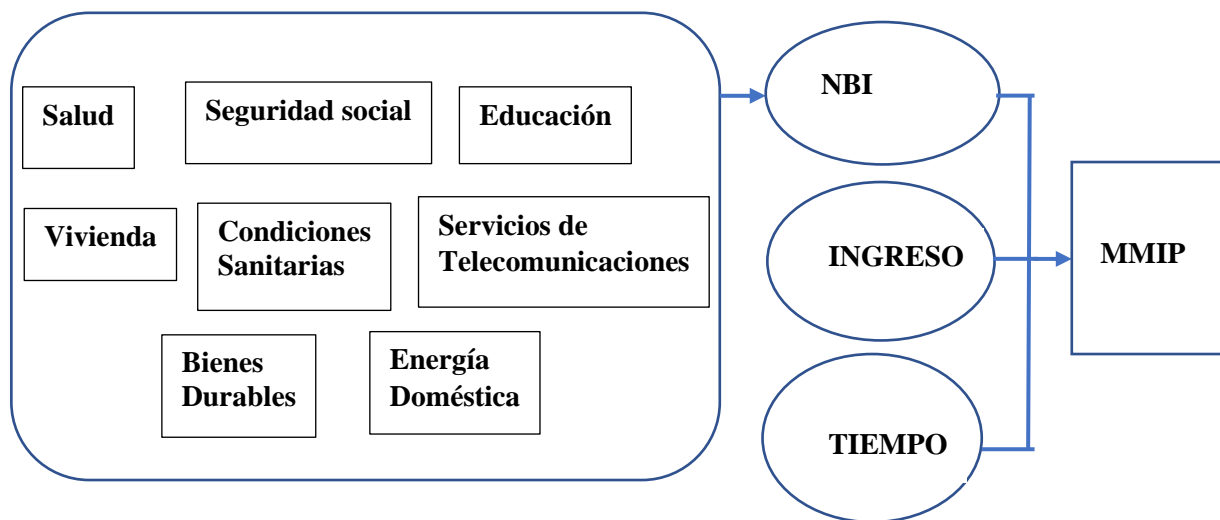 Salud
Seguridad social
Educación
Vivienda
Condiciones
Sanitarias
Servicios de
Telecomunicaciones
Bienes
Durables
Energía
Doméstica
NBI
INGRESO
TIEMPO
MMIP